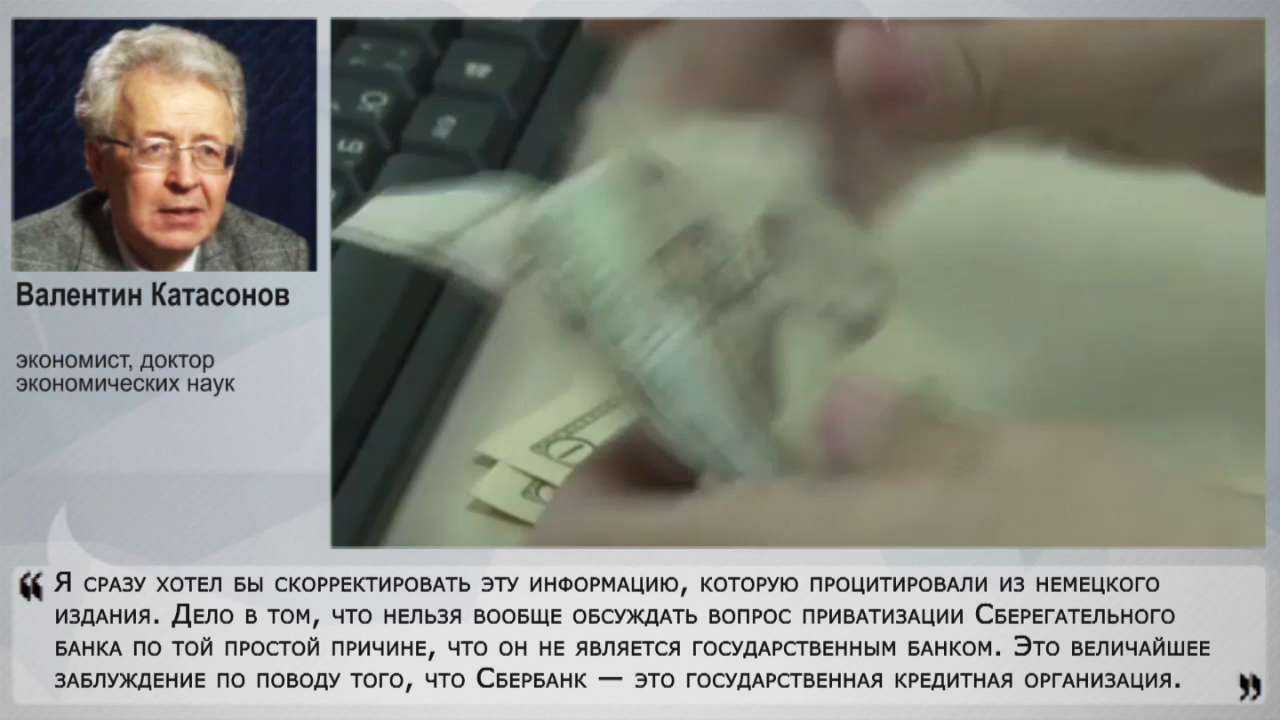 Валентин Катасонов
экономист, доктор
экономических наук
“ Я сразу хотел бы скорректировать эту информацию, которую процитировали из немецкого
издания. Дело в том, что нельзя вообще обсуждать вопрос приватизации Сберегательного
банка по той простой причине, что он не является государственным банком. Это величайшее
заблуждение по поводу того, что Сбербанк — это государственная кредитная организация. ”